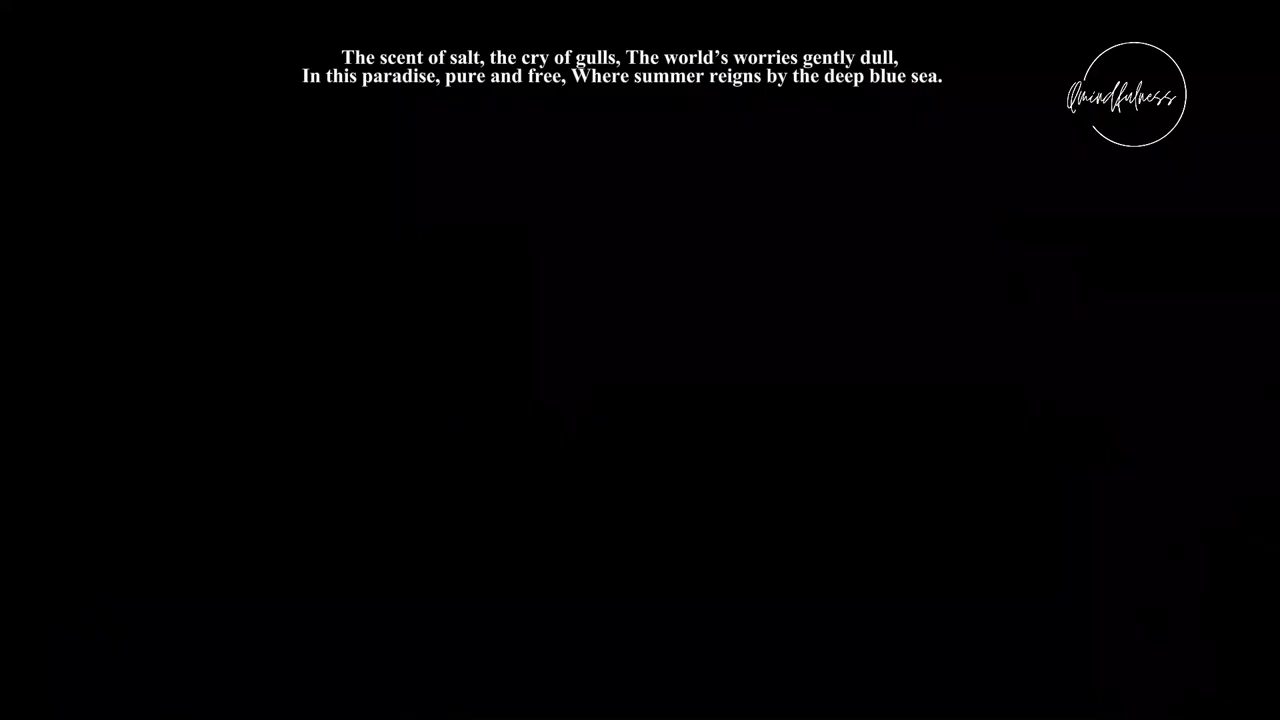 The scent of salt, the cry of gulls, The world’s worries gently dull,
In this paradise, pure and free, Where summer reigns by the deep blue sea.
Qmindfulness